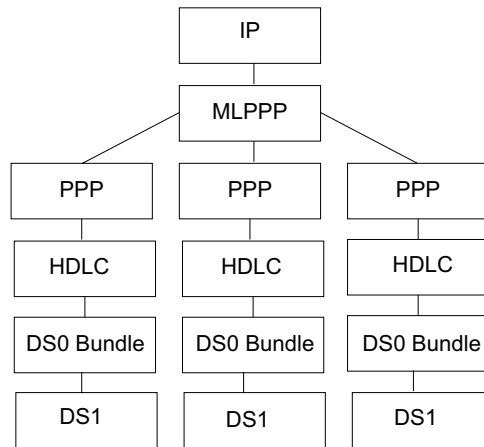 IP
MLPPP
PPP
PPP
PPP
HDLC
HDLC
HDLC
DS0 Bundle
DS0 Bundle
DS0 Bundle
DS1
DS1
DS1